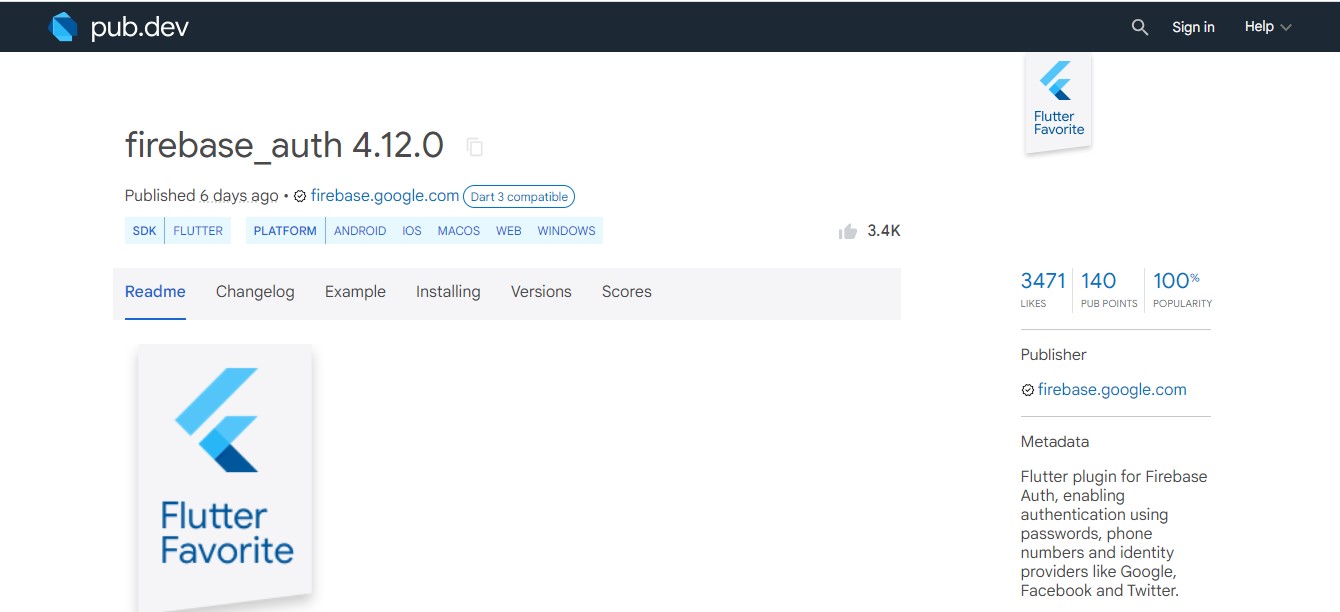 pub.dev
Sign in
Help
Flutter
Favorite
firebase_auth 4.12.0
Published 6 days ago • firebase.google.com Dart 3 compatible
SDK FLUTTER PLATFORM ANDROID IOS MACOS WEB WINDOWS
3.4K
Readme Changelog Example Installing Versions Scores
Flutter
Favorite
3471 140 100%
LIKES PUB POINTS POPULARITY
Publisher
firebase.google.com
Metadata
Flutter plugin for Firebase
Auth, enabling
authentication using
passwords, phone
numbers and identity
providers like Google,
Facebook and Twitter.